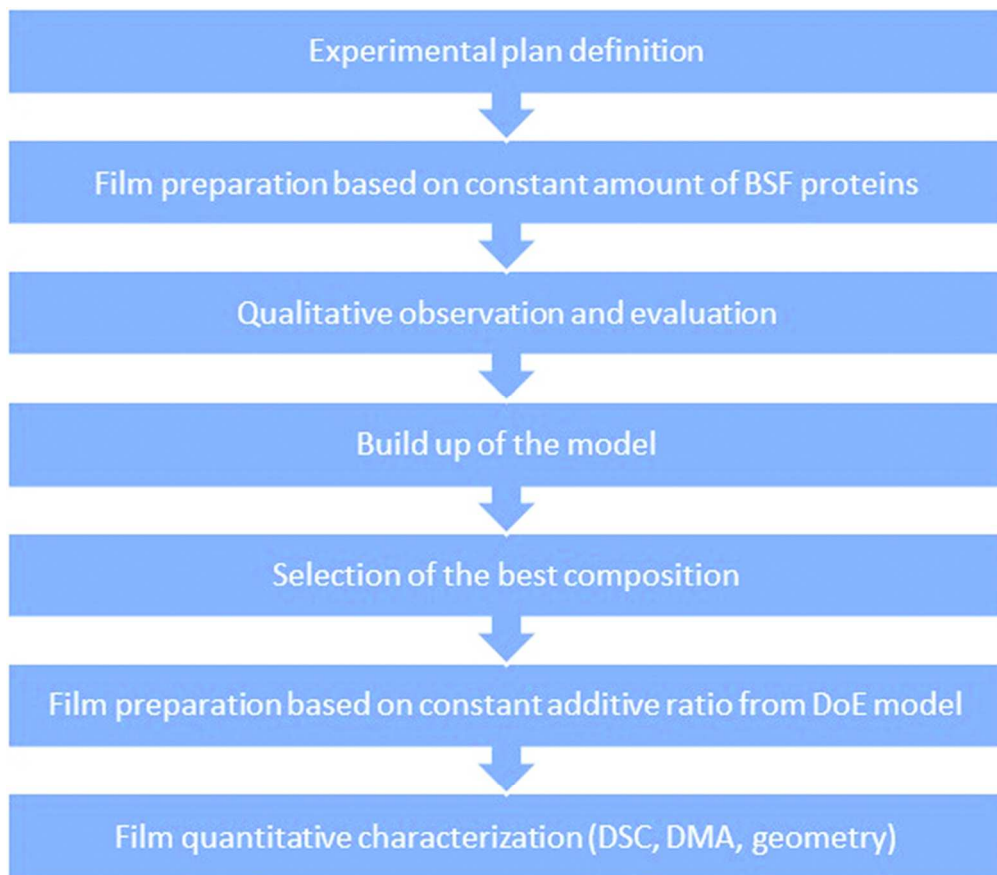 Experimental plan definition
Film preparation based on constant amount of BSF proteins
Qualitative observation and evaluation
Build up of the model
Selection of the best composition
Film preparation based on constant additive ratio from DoE model
Film quantitative characterization (DSC, DMA, geometry)